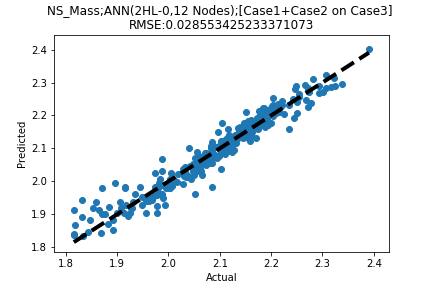 NS_Mass;ANN(2HL-0,12 Nodes);[Case1+Case2 on Case3]
RMSE:0.028553425233371073
2.4
2.3
2.2
2.1
2.0
1.9
1.8
Predicted
1.8 1.9 2.0 2.1 2.2 2.3 2.4
Actual